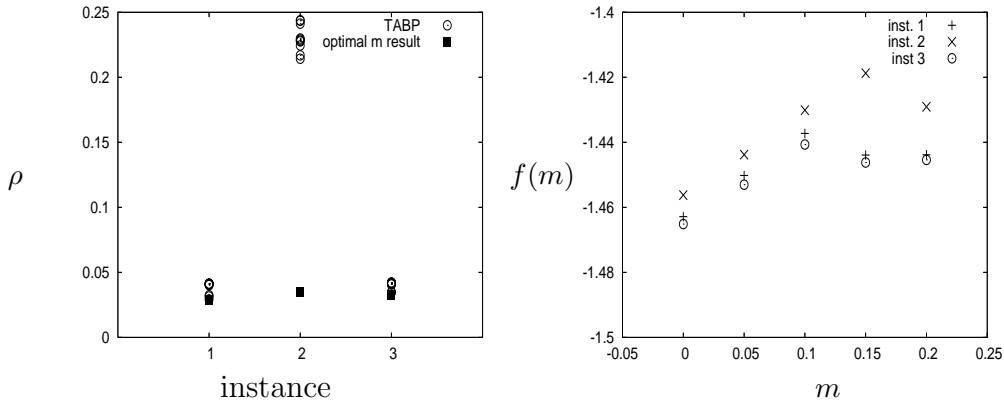 0.25
0.2
0.15
0.1
0.05
0
ρ
TABP
optimal m result
1 2 3
instance
-1.4
-1.42
-1.44
-1.46
-1.48
-1.5
f(m)
inst. 1
inst. 2
inst 3
-0.05 0 0.05 0.1 0.15 0.2 0.25
m